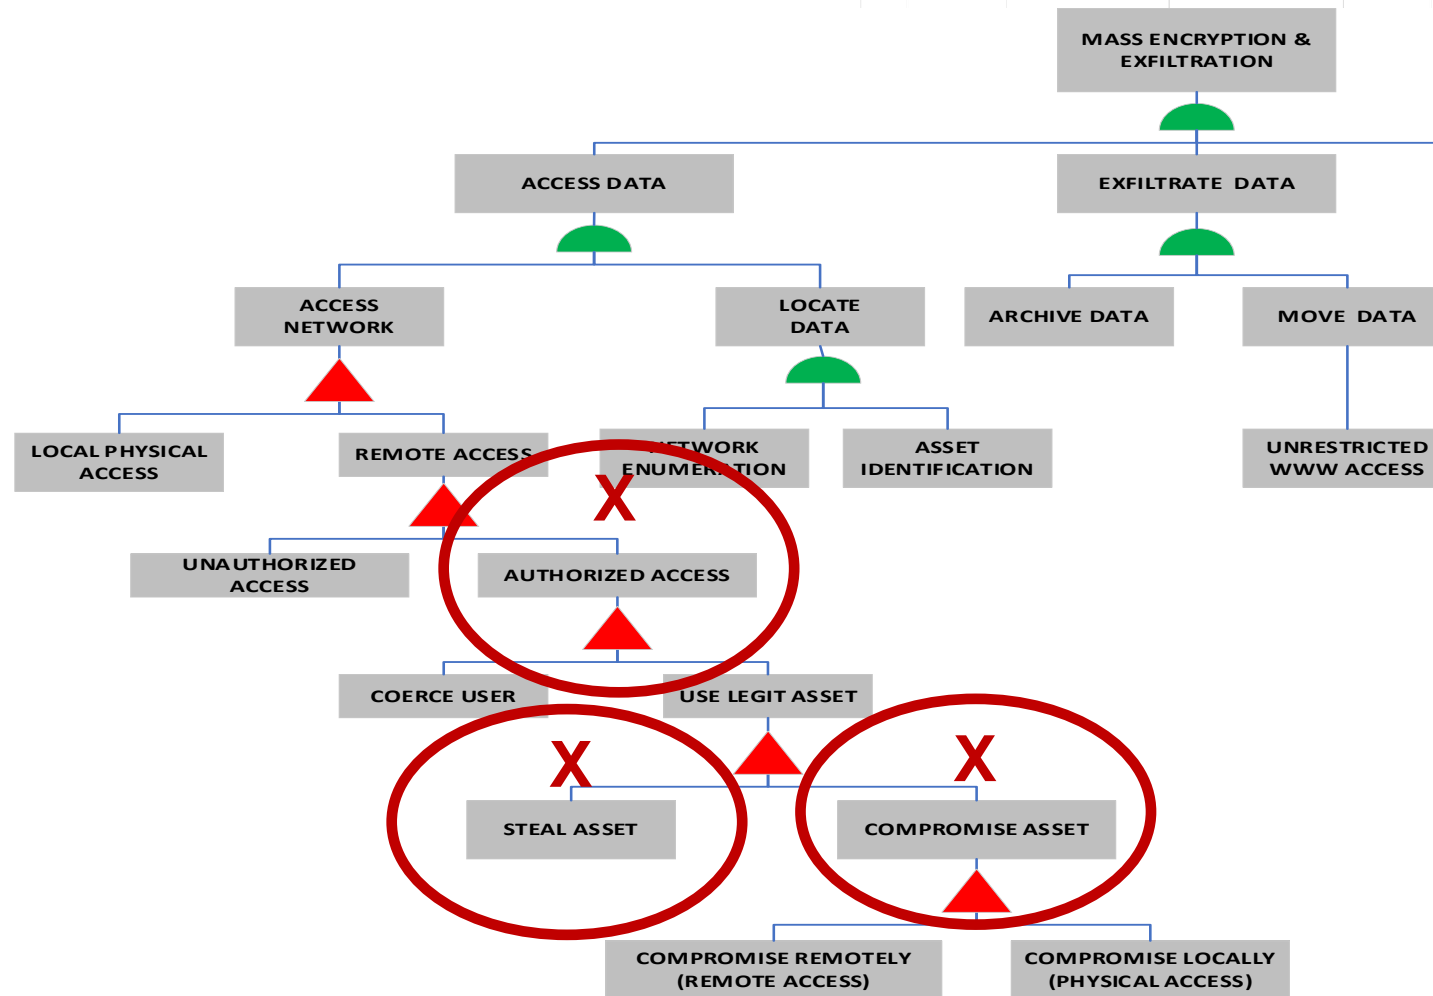 MASS ENCRYPTION &
EXFILTRATION
ACCESS DATA
EXFILTRATE DATA
ACCESS
NETWORK
LOCATE
DATA
ARCHIVE DATA
MOVE DATA
LOCAL PHYSICAL
ACCESS
REMOTE ACCESS
NETWORK
ENUMERATION
ASSET
IDENTIFICATION
UNRESTRICTED
WWW ACCESS
X
UNAUTHORIZED
ACCESS
AUTHORIZED ACCESS
COERCE USER
USE LEGIT ASSET
X
X
STEAL ASSET
COMPROMISE ASSET
COMPROMISE REMOTELY
(REMOTE ACCESS)
COMPROMISE LOCALLY
(PHYSICAL ACCESS)